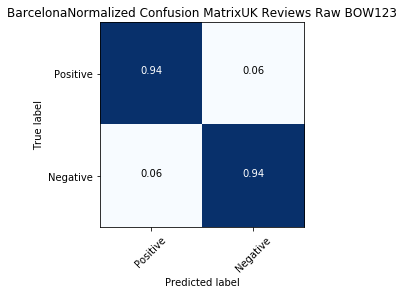 BarcelonaNormalized Confusion MatrixUK Reviews Raw BOW123
True label
Positive
0.94 0.06
Negative
0.06 0.94
Positive Negative
Predicted label